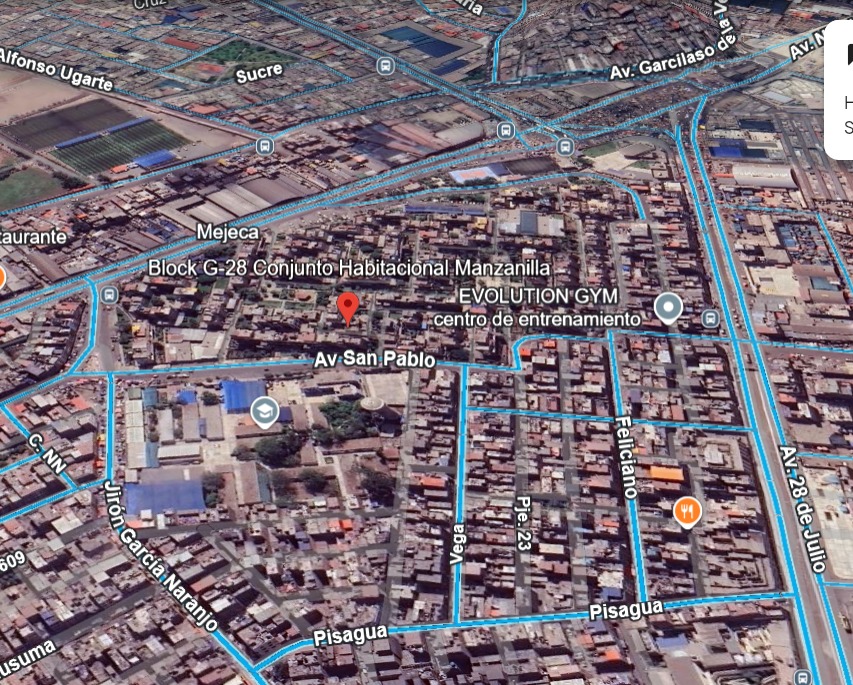 Cruz
Alfonso Ugarte
Sucre
Av. Garcilaso de la V
Av. N
H
S
taurante
Mejeca
Block G-28 Conjunto Habitacional Manzanilla
EVOLUTION GYM
centro de entrenamiento
Av San Pablo
C. NN
Feliciano
Av. 28 de Julio
Jirón García Naranjo
Vega
Pje. 23
609
Pisagua
Pisagua
usuma